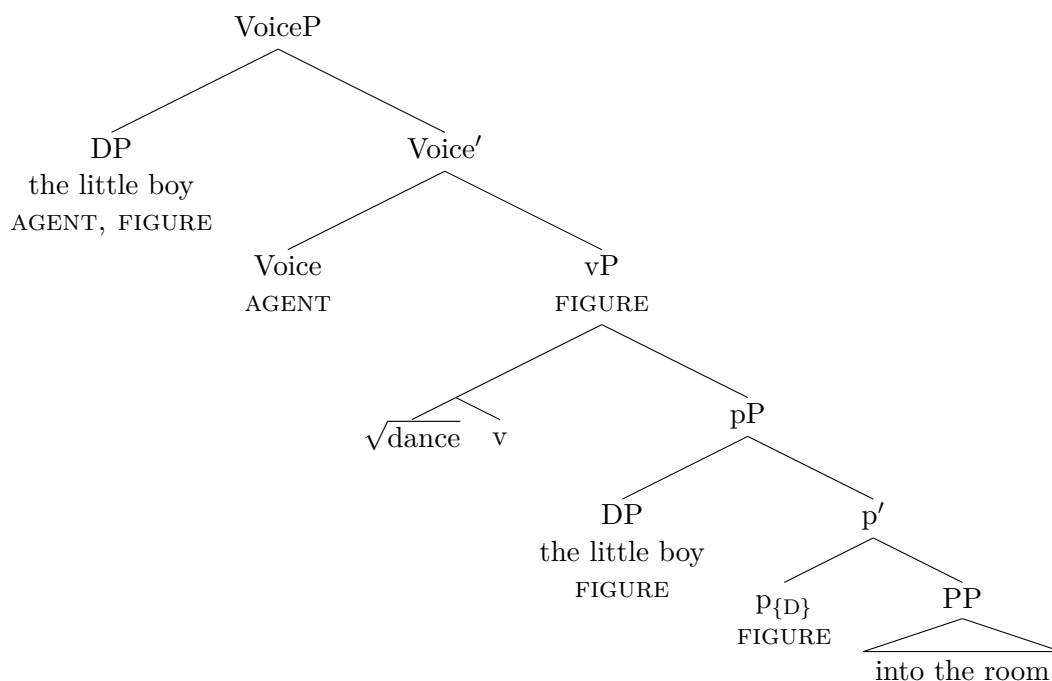 VoiceP
DP Voice′
the little boy
AGENT, FIGURE
Voice vP
AGENT FIGURE
√dance v pP
DP p′
the little boy
FIGURE
p{D} PP
FIGURE
into the room